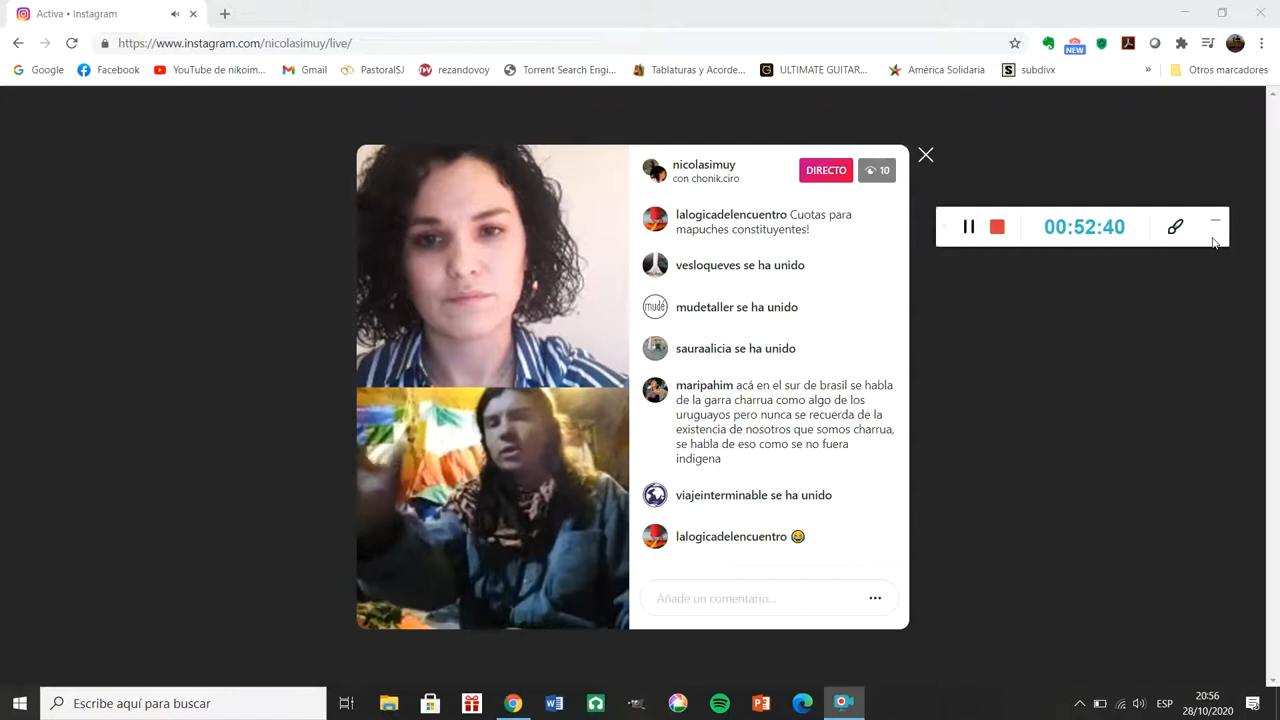 Activa • Instagram
https://www.instagram.com/nicolasimuy/live/
NEW
Google
Facebook
YouTube de nikoim...
Gmail
PastoralSJ
rezandovoy
Torrent Search Engi...
Tablaturas y Acorde...
ULTIMATE GUITAR...
América Solidaria
subdivx
»
Otros marcadores
nicolasimuy
con chonik.ciro
DIRECTO
10
lalogicadelencuentro Cuotas para
mapuches constituyentes!
vesloqueves se ha unido
mudé
mudetaller se ha unido
sauraalicia se ha unido
maripahim acá en el sur de brasil se habla
de la garra charrua como algo de los
uruguayos pero nunca se recuerda de la
existencia de nosotros que somos charrua,
se habla de eso como se no fuera
indigena
viajeinterminable se ha unido
lalogicadelencuentro 😂
Añade un comentario...
00:52:40
Escribe aquí para buscar
ESP
20:56
28/10/2020